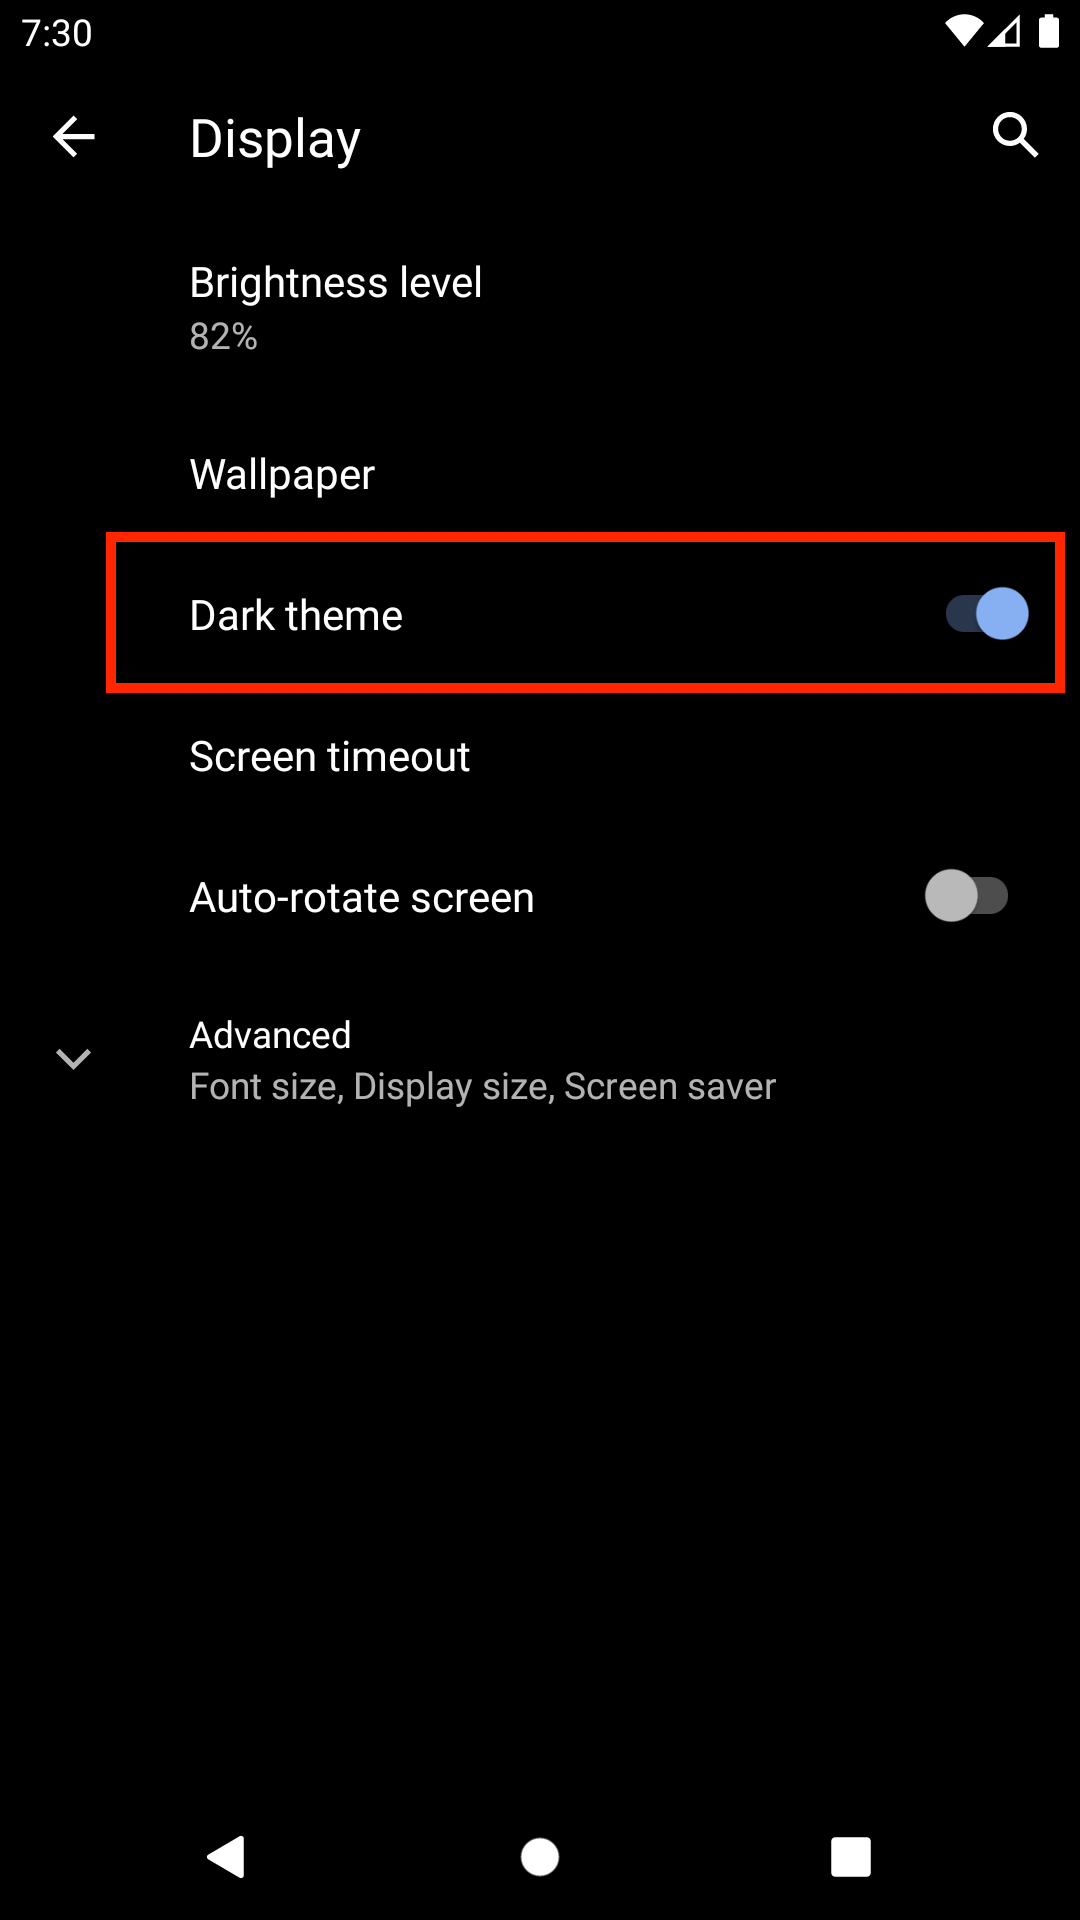 7:30
Display
Brightness level
82%
Wallpaper
Dark theme
Screen timeout
Auto-rotate screen
Advanced
Font size, Display size, Screen saver